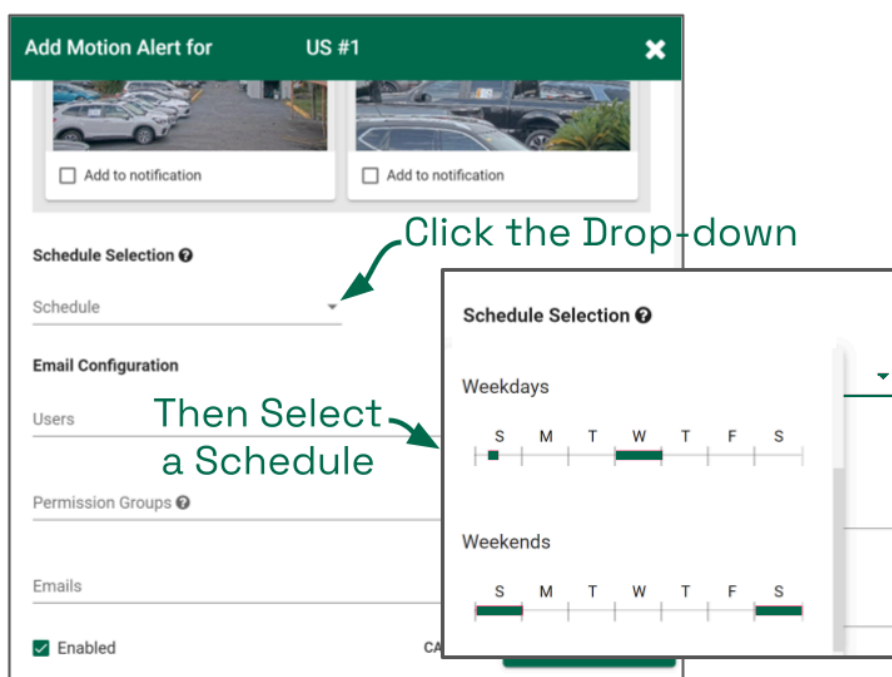 Add Motion Alert for US #1
Add to notification Add to notification
Click the Drop-down
Schedule Selection
Schedule
Schedule Selection
Email Configuration
Weekdays
Users
Then Select
a Schedule
S M T W T F S
Permission Groups
Weekends
Emails
S M T W T F S
Enabled